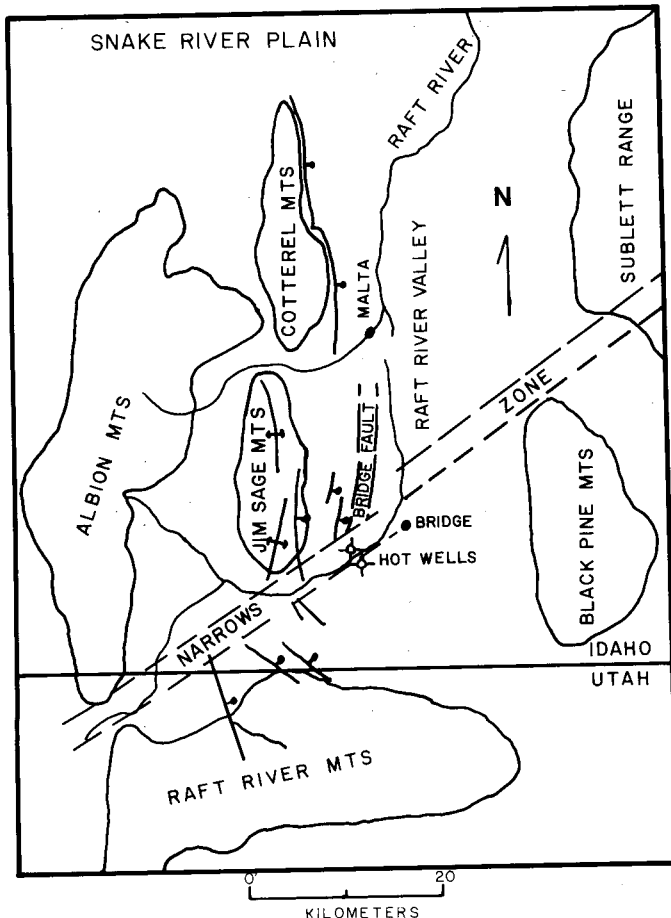 SNAKE RIVER PLAIN
RAFT RIVER
SUBLETT RANGE
COTTEREL MTS
N
MALTA
RAFT RIVER VALLEY
ZONE
ALBION MTS
JIM SAGE MTS
BRIDGE FAULT
BRIDGE
HOT WELLS
BLACK PINE MTS
NARROWS
IDAHO
UTAH
RAFT RIVER MTS
0 20
KILOMETERS